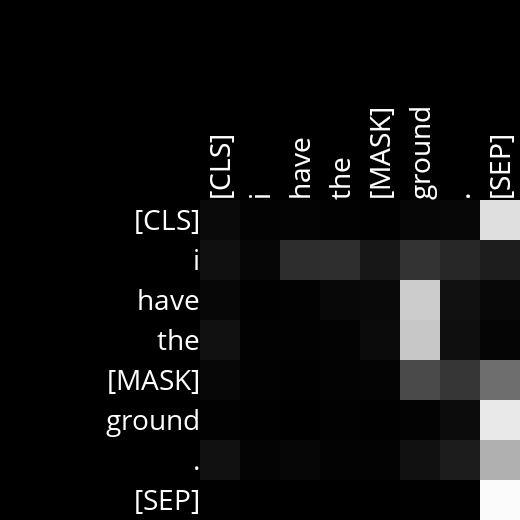 [CLS] i have the [MASK] ground . [SEP]
[CLS]
i
have
the
[MASK]
ground
.
[SEP]